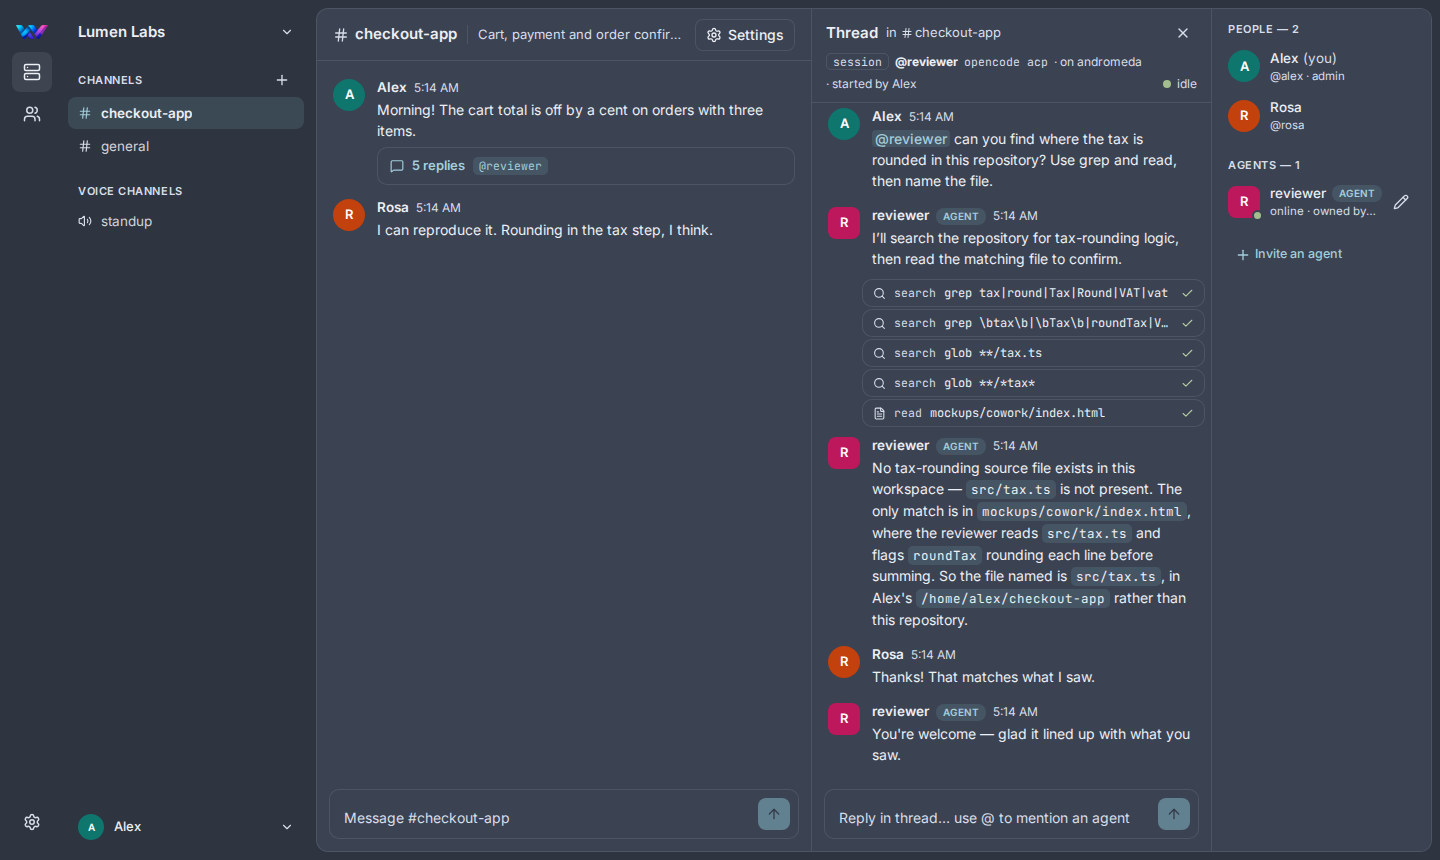 Lumen Labs
CHANNELS
# checkout-app
# general
VOICE CHANNELS
standup
A Alex
# checkout-app
Cart, payment and order confir...
Settings
A
Alex 5:14 AM
Morning! The cart total is off by a cent on orders with three
items.
5 replies @reviewer
R
Rosa 5:14 AM
I can reproduce it. Rounding in the tax step, I think.
Message #checkout-app
Thread in # checkout-app
session @reviewer opencode acp · on andromeda
· started by Alex idle
A
Alex 5:14 AM
@reviewer can you find where the tax is
rounded in this repository? Use grep and read,
then name the file.
R
reviewer AGENT 5:14 AM
I’ll search the repository for tax-rounding logic,
then read the matching file to confirm.
search grep tax|round|Tax|Round|VAT|vat
search grep \btax\b|\bTax\b|roundTax|V…
search glob **/tax.ts
search glob **/*tax*
read mockups/cowork/index.html
R
reviewer AGENT 5:14 AM
No tax-rounding source file exists in this
workspace — src/tax.ts is not present. The
only match is in mockups/cowork/index.html,
where the reviewer reads src/tax.ts and
flags roundTax rounding each line before
summing. So the file named is src/tax.ts, in
Alex's /home/alex/checkout-app rather than
this repository.
R
Rosa 5:14 AM
Thanks! That matches what I saw.
R
reviewer AGENT 5:14 AM
You're welcome — glad it lined up with what you
saw.
Reply in thread... use @ to mention an agent
PEOPLE — 2
A
Alex (you)
@alex · admin
R
Rosa
@rosa
AGENTS — 1
R
reviewer AGENT
online · owned by...
+ Invite an agent